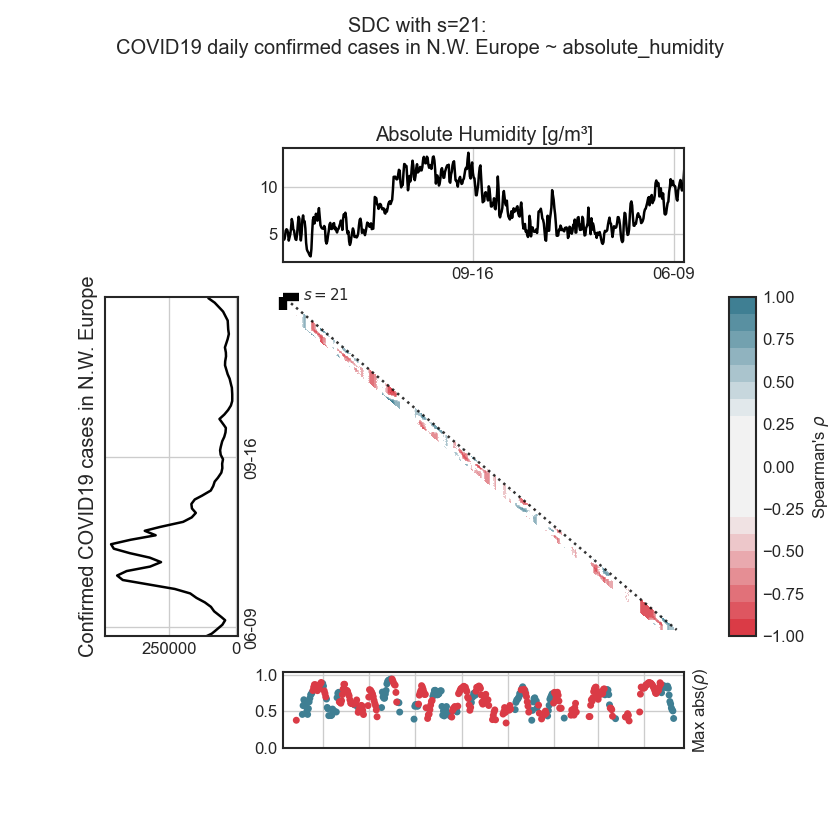 SDC with s=21:
COVID19 daily confirmed cases in N.W. Europe ~ absolute_humidity
Absolute Humidity [g/m³]
10
5
09-16
06-09
s = 21
Confirmed COVID19 cases in N.W. Europe
09-16
06-09
250000
0
1.00
0.75
0.50
0.25
0.00
−0.25
−0.50
−0.75
−1.00
Spearman's ρ
1.0
0.5
0.0
Max abs(ρ)